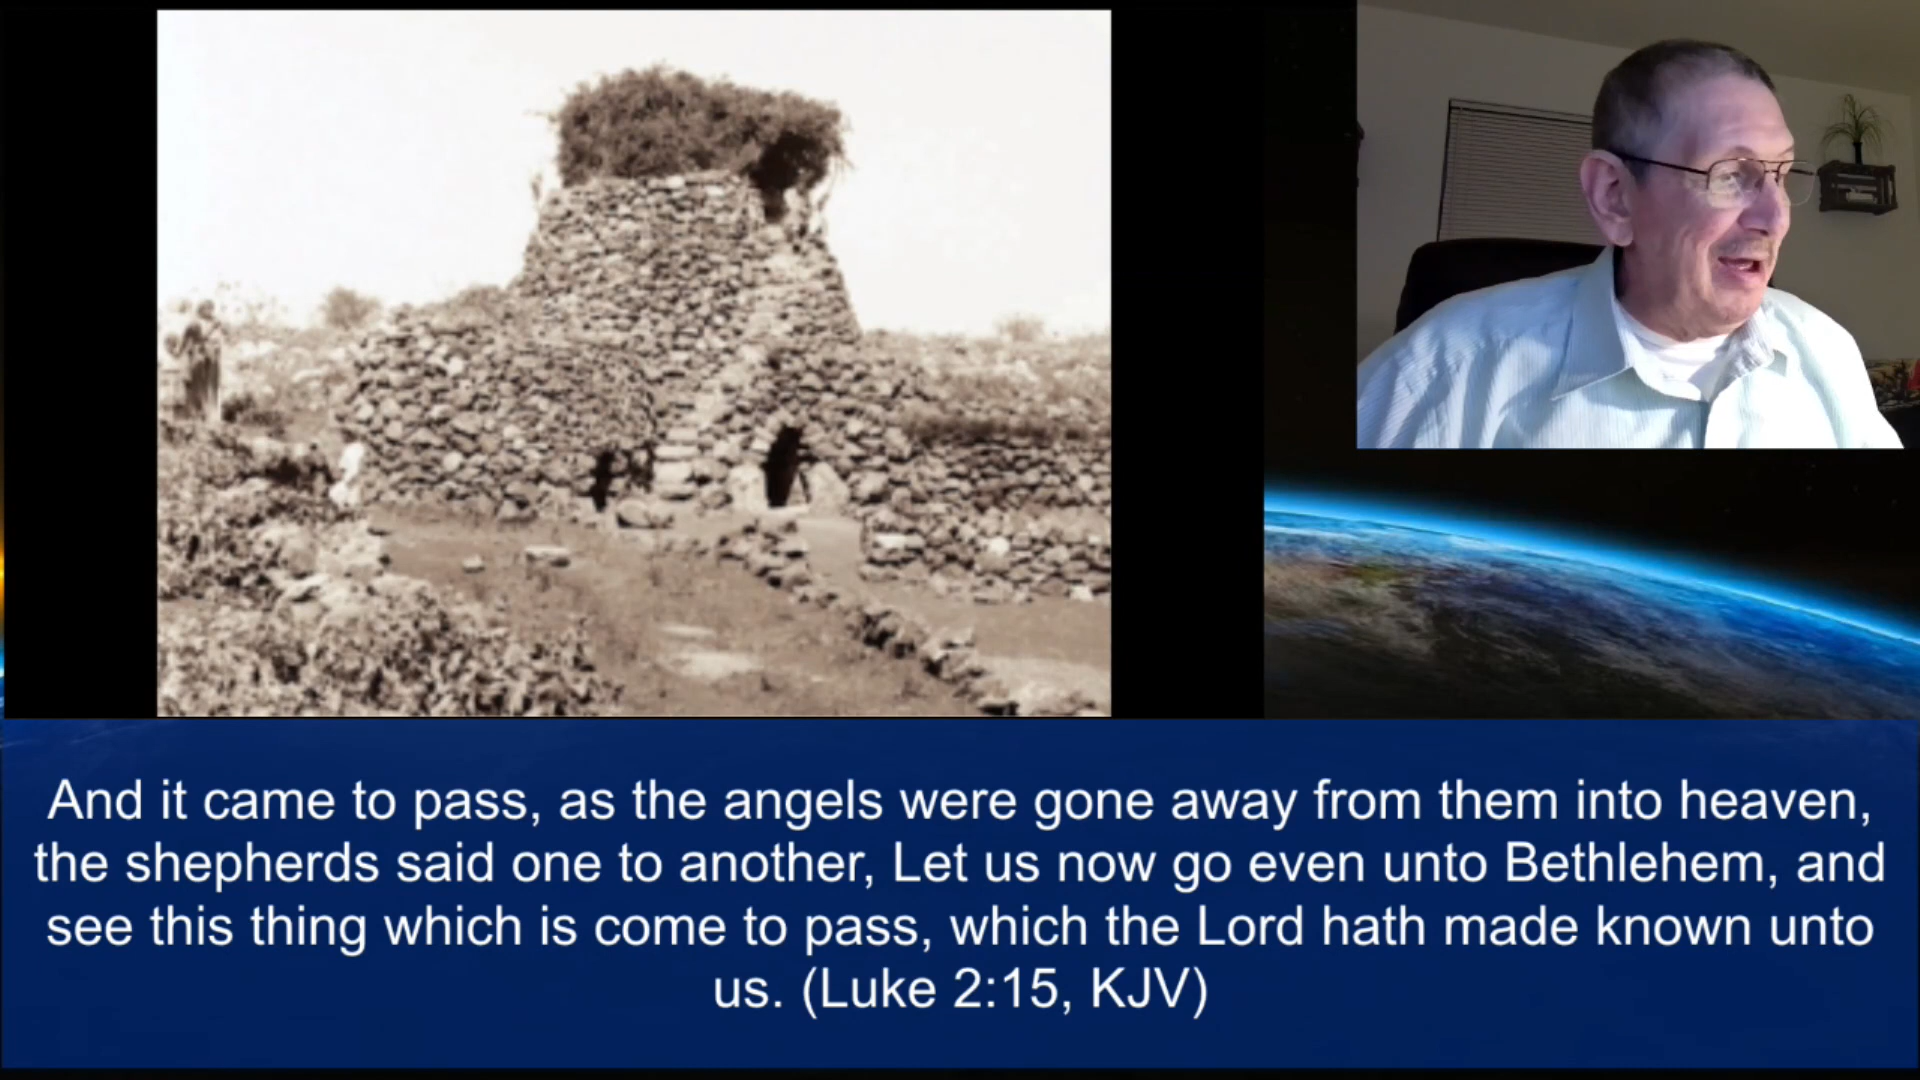 And it came to pass, as the angels were gone away from them into heaven,
the shepherds said one to another, Let us now go even unto Bethlehem, and
see this thing which is come to pass, which the Lord hath made known unto
us. (Luke 2:15, KJV)